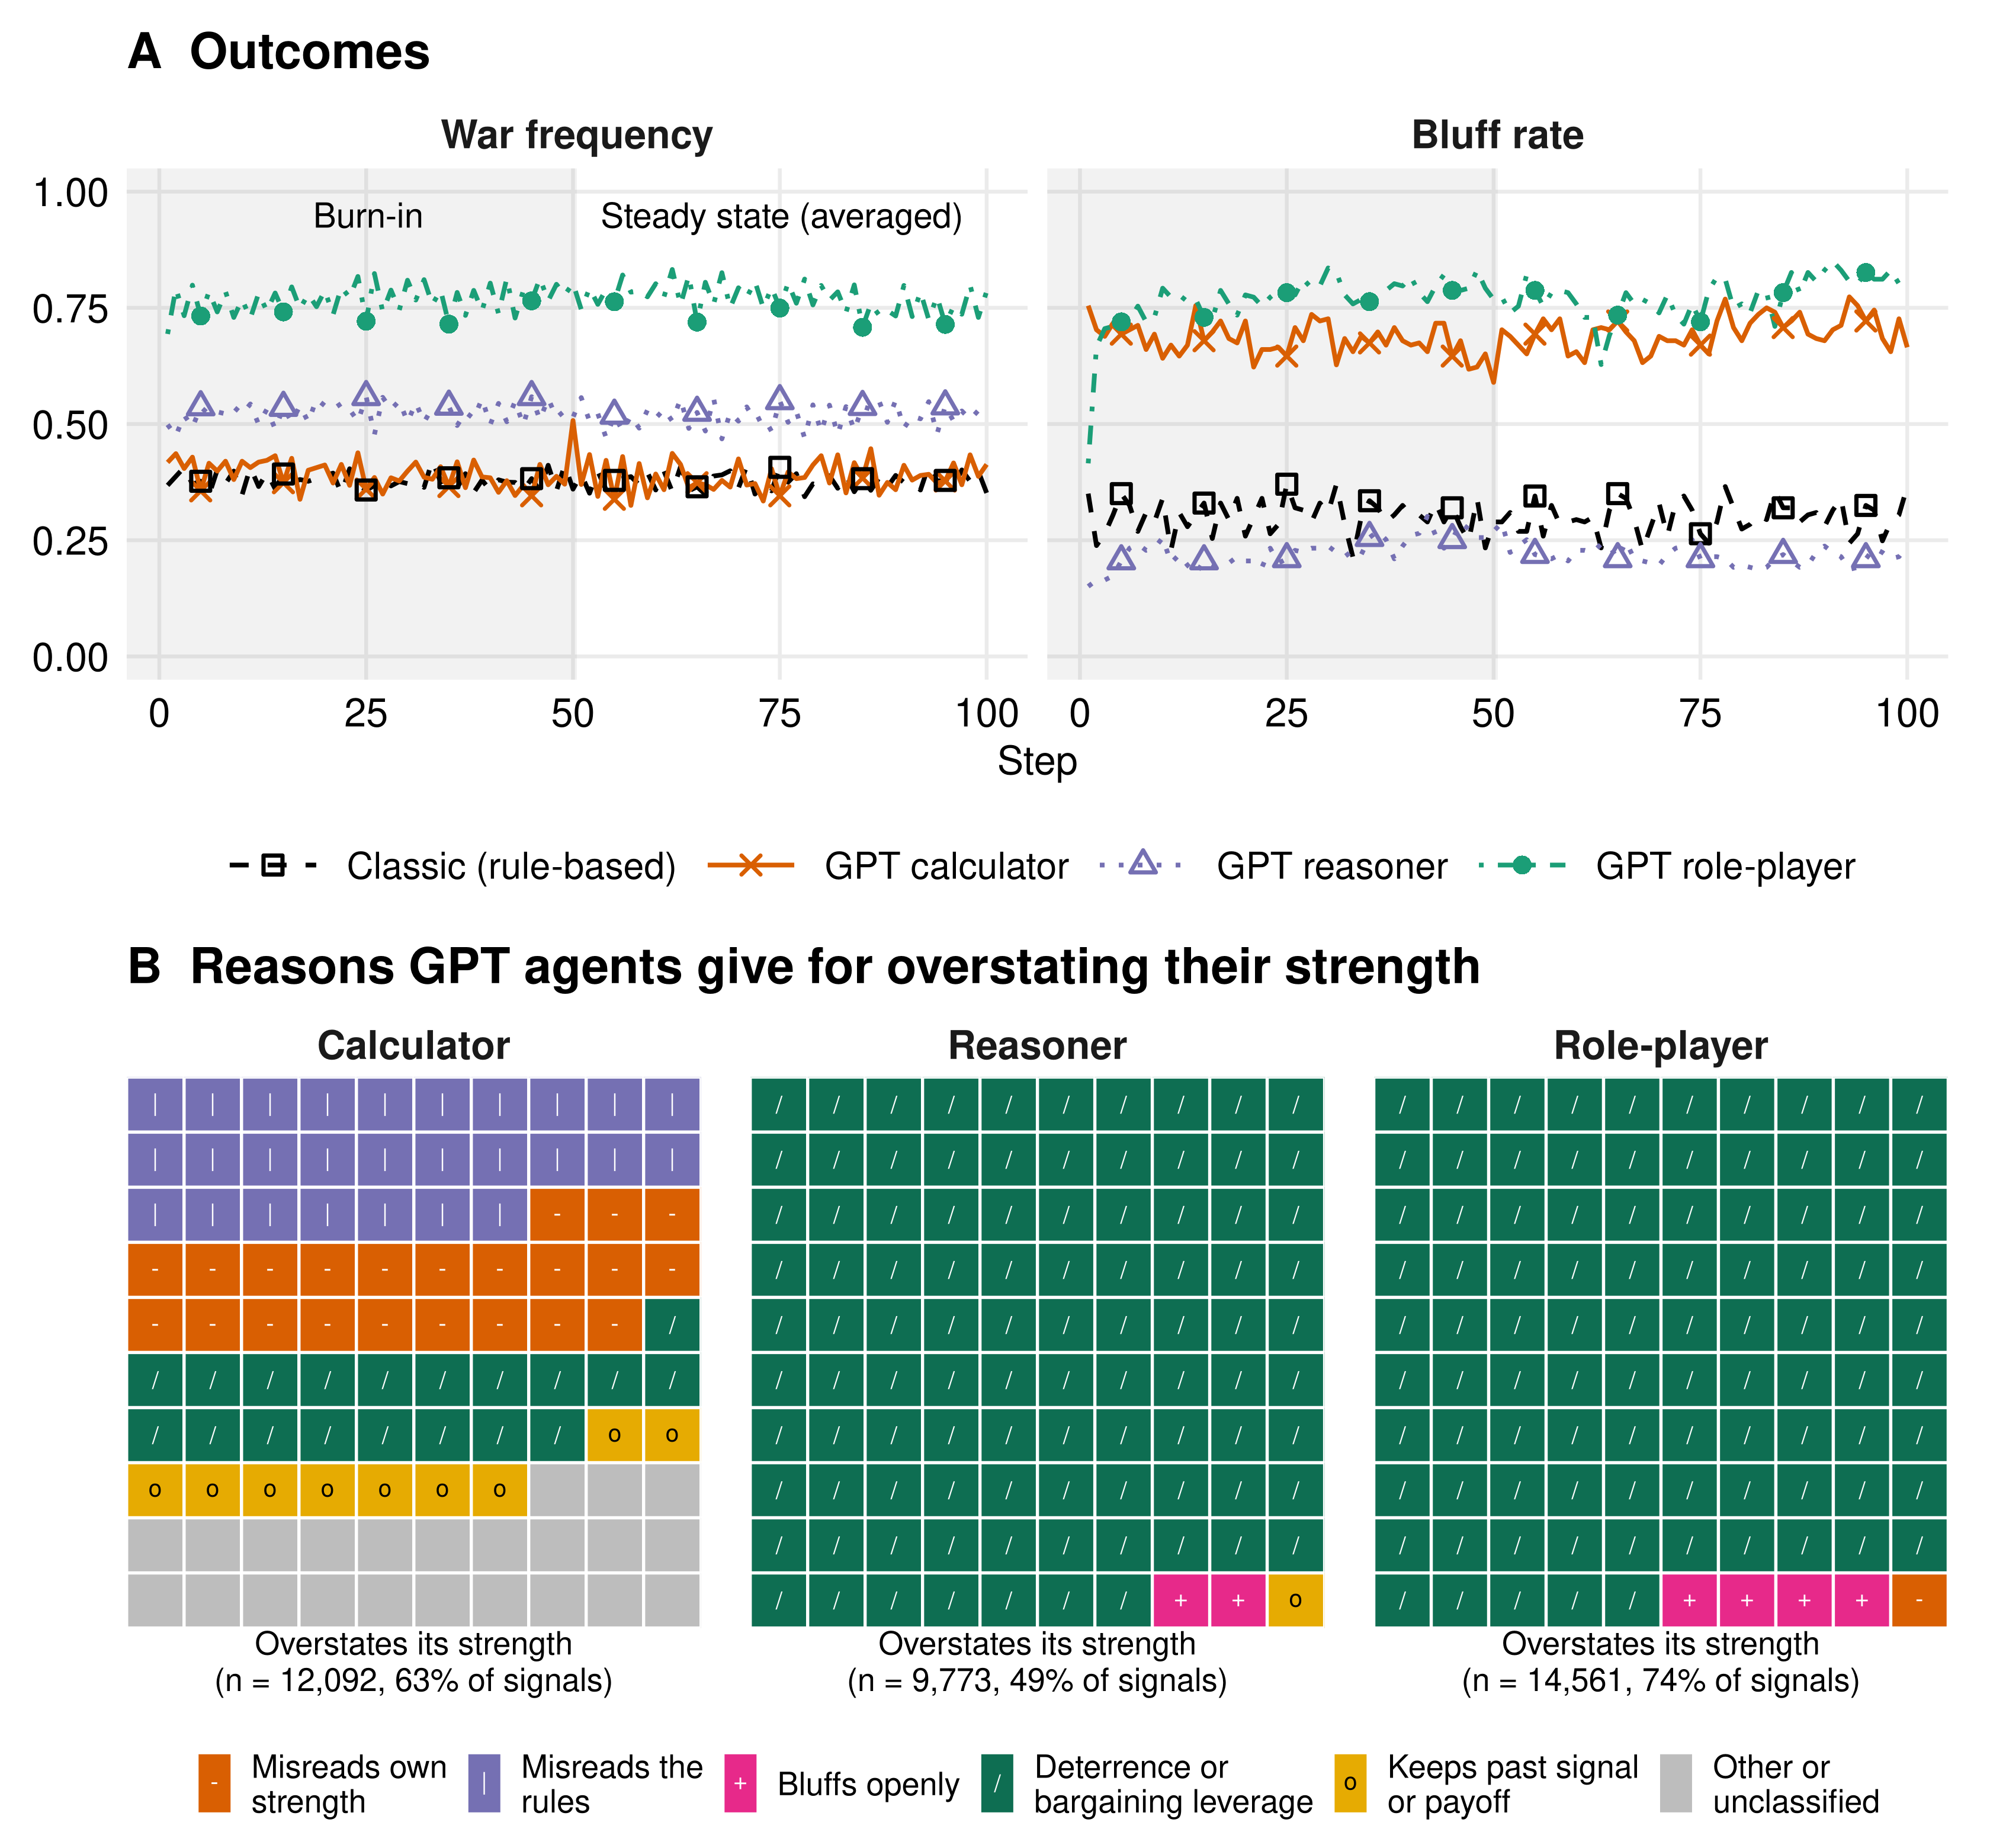 A Outcomes
War frequency
Bluff rate
1.00
0.75
0.50
0.25
0.00
Burn-in
Steady state (averaged)
0 25 50 75 100
0 25 50 75 100
Step
Classic (rule-based) GPT calculator GPT reasoner GPT role-player
B Reasons GPT agents give for overstating their strength
Calculator
| | | | | | | | | |
| | | | | | | | | |
| | | | | | | - - -
- - - - - - - - - -
- - - - - - - - - /
/ / / / / / / / / /
/ / / / / / / / o o
o o o o o o o
Overstates its strength
(n = 12,092, 63% of signals)
Reasoner
/ / / / / / / / / /
/ / / / / / / / / /
/ / / / / / / / / /
/ / / / / / / / / /
/ / / / / / / / / /
/ / / / / / / / / /
/ / / / / / / / / /
/ / / / / / / / / /
/ / / / / / / / / /
/ / / / / / / + + o
Overstates its strength
(n = 9,773, 49% of signals)
Role-player
/ / / / / / / / / /
/ / / / / / / / / /
/ / / / / / / / / /
/ / / / / / / / / /
/ / / / / / / / / /
/ / / / / / / / / /
/ / / / / / / / / /
/ / / / / / / / / /
/ / / / / / / / / /
/ / / / / + + + + -
Overstates its strength
(n = 14,561, 74% of signals)
- Misreads own
strength
| Misreads the
rules
+ Bluffs openly
/ Deterrence or
bargaining leverage
o Keeps past signal
or payoff
Other or
unclassified